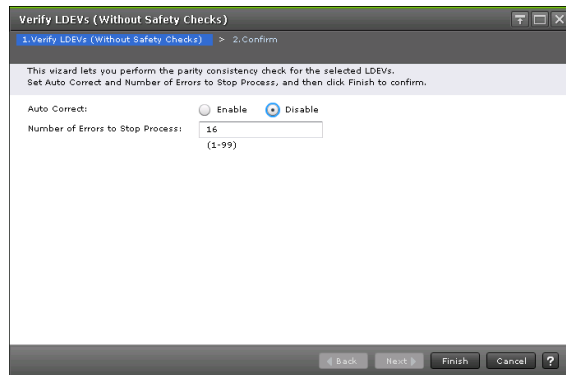 Verify LDEVs (Without Safety Checks)
1.Verify LDEVs (Without Safety Checks) > 2.Confirm
This wizard lets you perform the parity consistency check for the selected LDEVs.
Set Auto Correct and Number of Errors to Stop Process, and then click Finish to confirm.
Auto Correct: Enable Disable
Number of Errors to Stop Process: 16
(1-99)
Back Next Finish Cancel ?